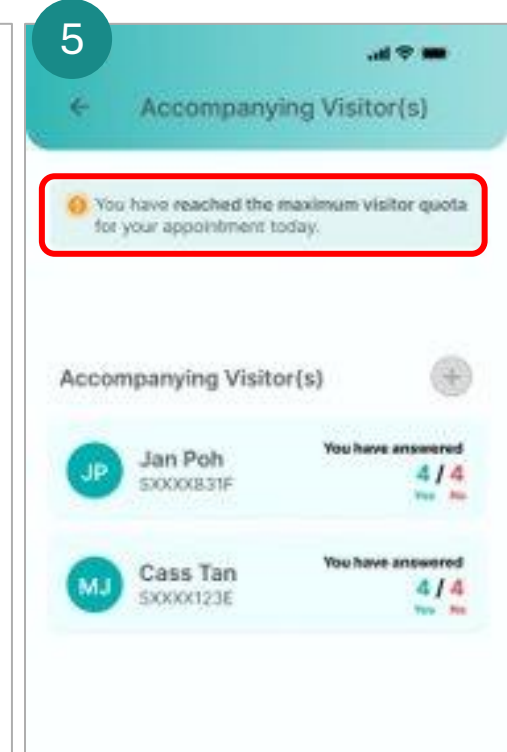 5
Accompanying Visitor(s)
You have reached the maximum visitor quota
for your appointment today.
Accompanying Visitor(s)
JP
Jan Poh
SXXXX831F
You have answered
4 / 4
Yes No
MJ
Cass Tan
SXXXX123E
You have answered
4 / 4
Yes No